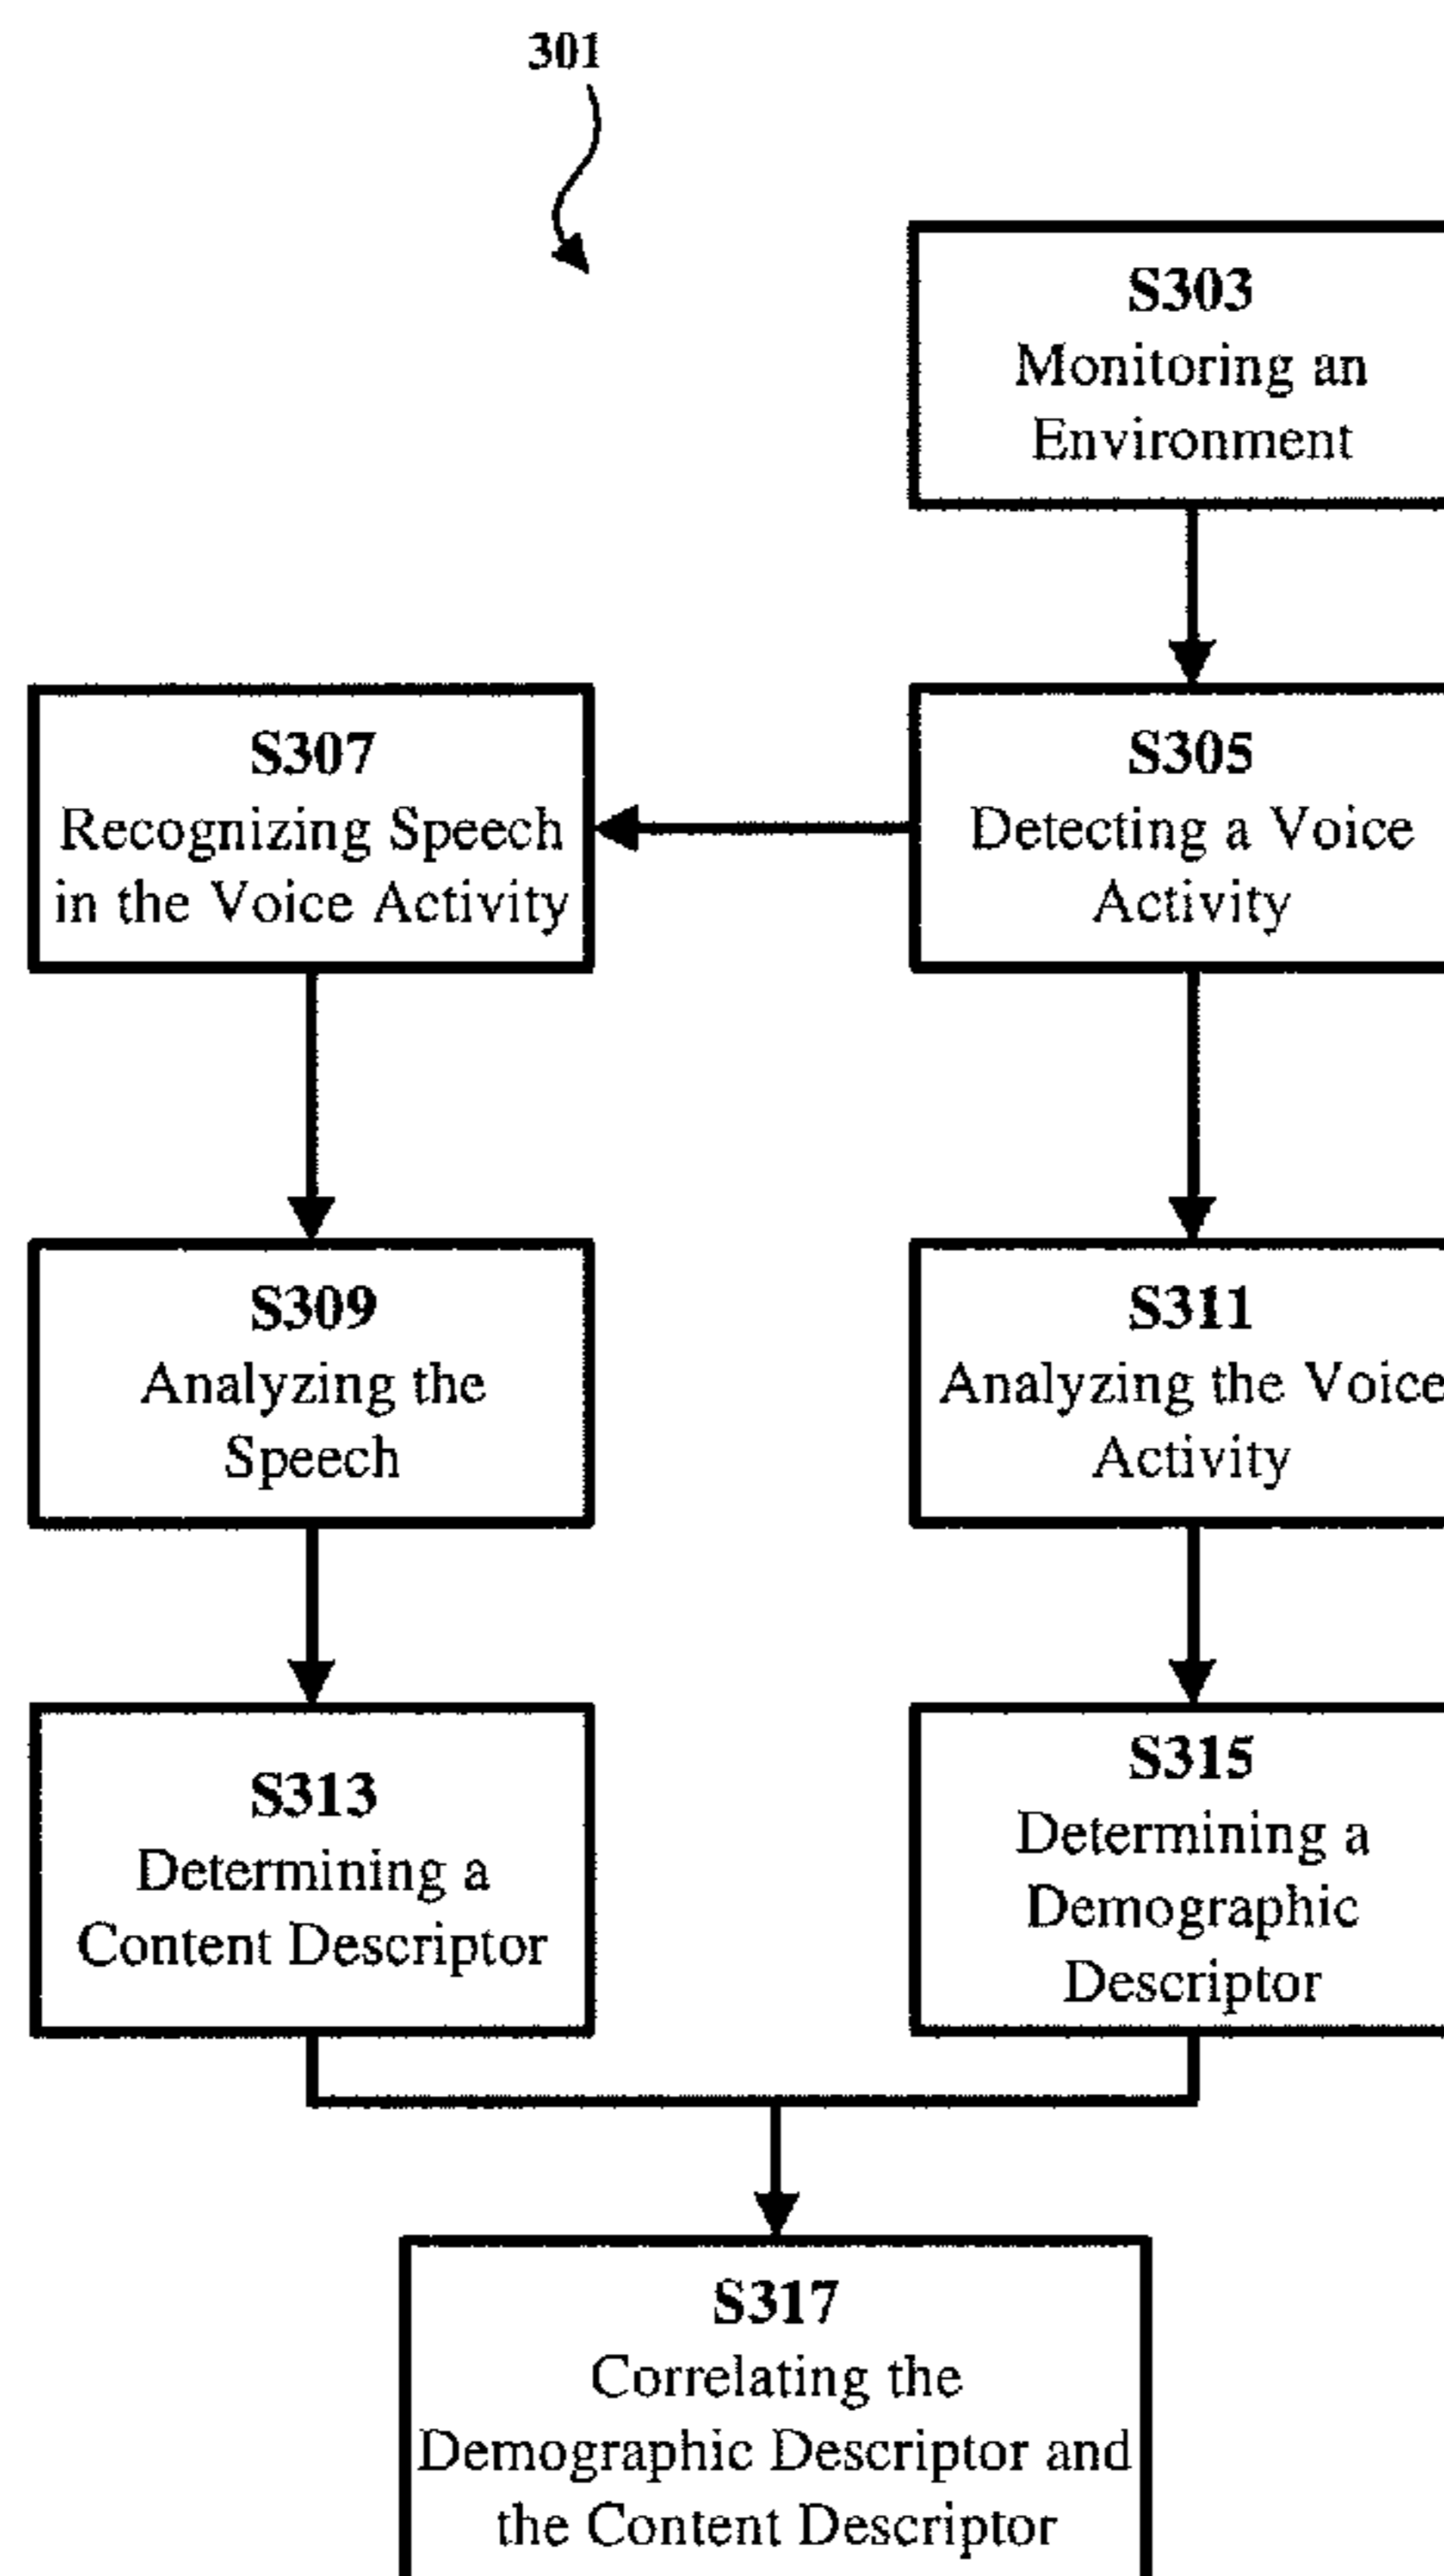 301
S303
Monitoring an
Environment
S307
Recognizing Speech
in the Voice Activity
S305
Detecting a Voice
Activity
S309
Analyzing the
Speech
S311
Analyzing the Voice
Activity
S313
Determining a
Content Descriptor
S315
Determining a
Demographic
Descriptor
S317
Correlating the
Demographic Descriptor and
the Content Descriptor